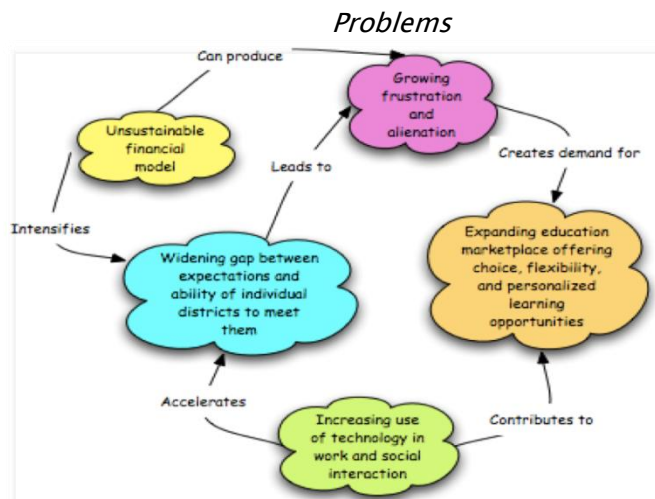 Problems
Can produce
Growing
frustration
and
alienation
Unsustainable
financial
model
Creates demand for
Leads to
Intensifies
Widening gap between
expectations and
ability of individual
districts to meet
them
Expanding education
marketplace offering
choice, flexibility,
and personalized
learning
opportunities
Accelerates
Increasing use
of technology in
work and social
interaction
Contributes to